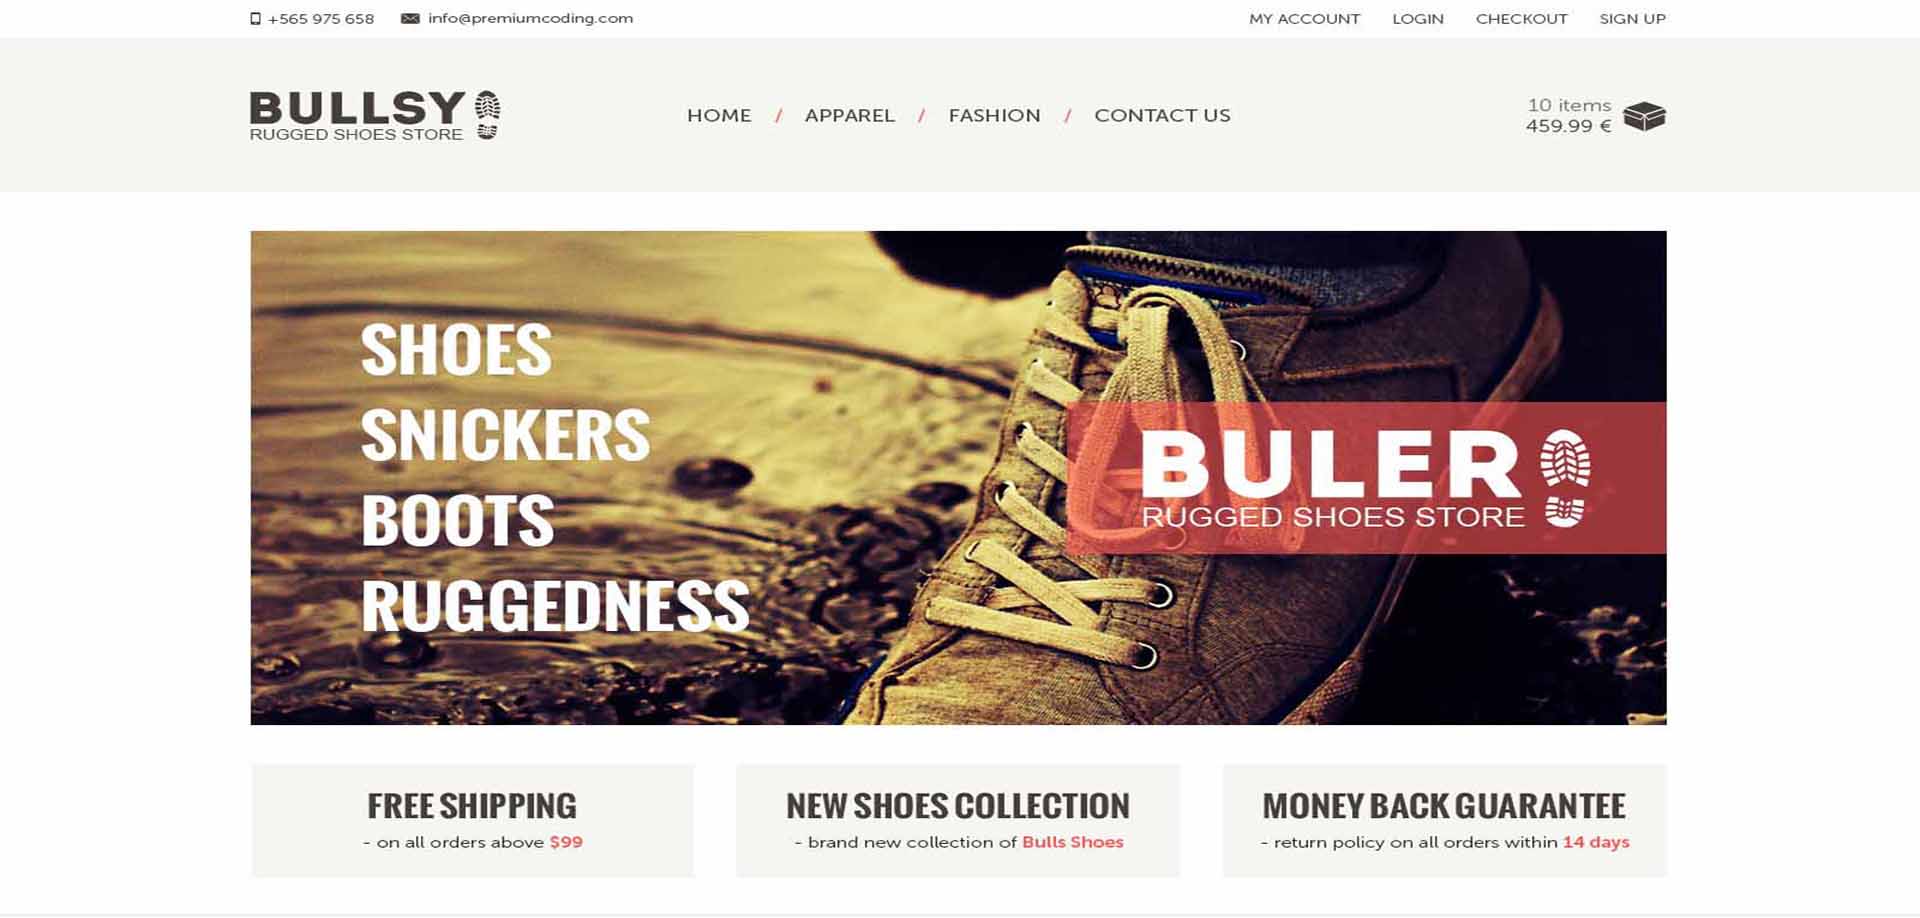 +565 975 658 info@premiumcoding.com MY ACCOUNT LOGIN CHECKOUT SIGN UP
BULLSY
RUGGED SHOES STORE
HOME / APPAREL / FASHION / CONTACT US
10 items
459.99 €
SHOES
SNICKERS
BOOTS
RUGGEDNESS
BULER
RUGGED SHOES STORE
FREE SHIPPING
- on all orders above $99
NEW SHOES COLLECTION
- brand new collection of Bulls Shoes
MONEY BACK GUARANTEE
- return policy on all orders within 14 days